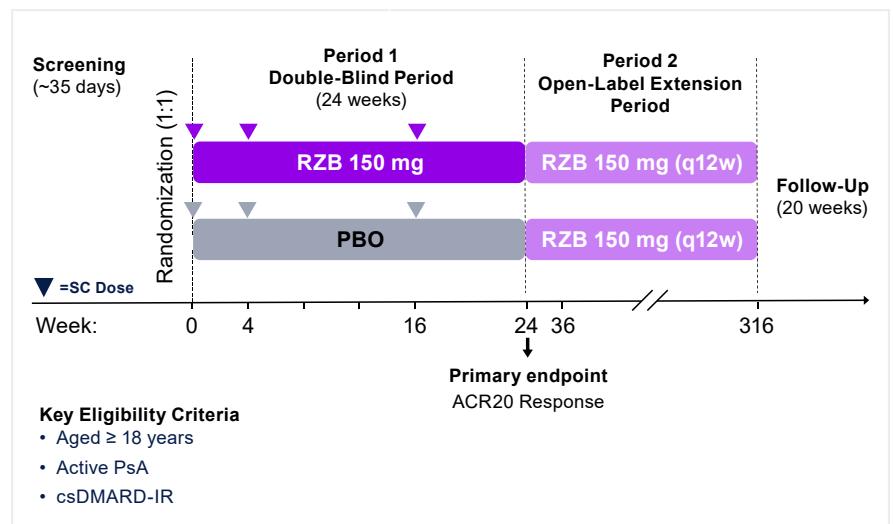 Screening
(~35 days)
Randomization (1:1)
Period 1
Double-Blind Period
(24 weeks)
Period 2
Open-Label Extension
Period
RZB 150 mg
RZB 150 mg (q12w)
PBO
RZB 150 mg (q12w)
Follow-Up
(20 weeks)
=SC Dose
Week:
0
4
16
24
36
316
Primary endpoint
ACR20 Response
Key Eligibility Criteria
• Aged ≥ 18 years
• Active PsA
• csDMARD-IR